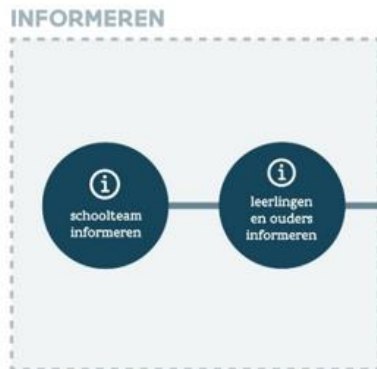 INFORMEREN
schoolteam
informeren
leerlingen
en ouders
informeren